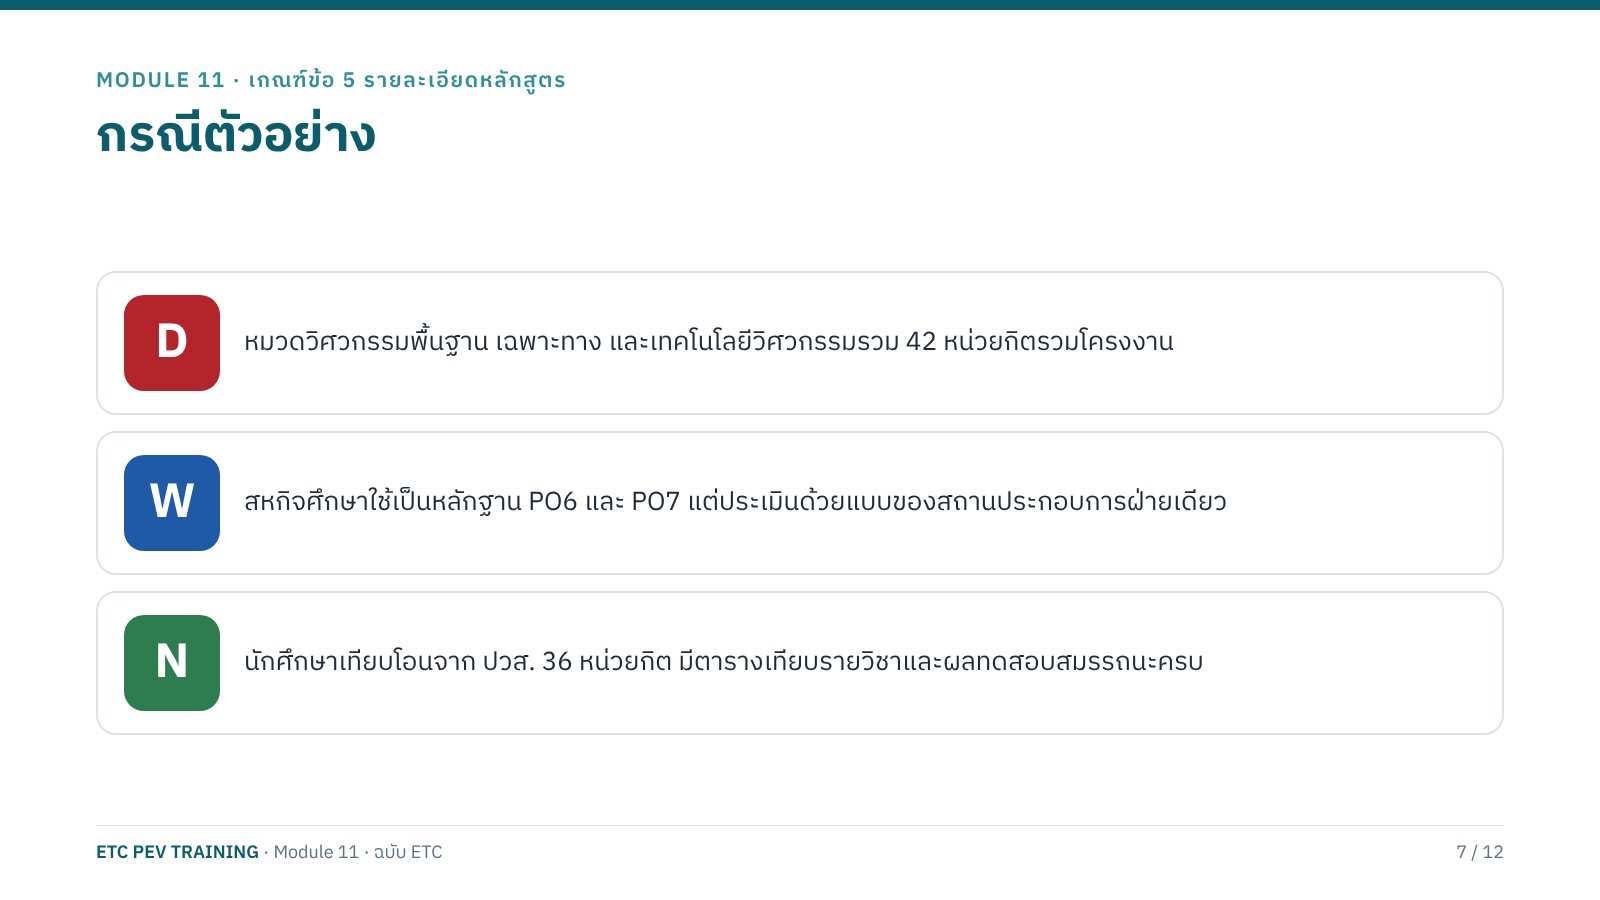 MODULE 11 · เกณฑ์ข้อ 5 รายละเอียดหลักสูตร
กรณีตัวอย่าง
D
หมวดวิศวกรรมพื้นฐาน เฉพาะทาง และเทคโนโลยีวิศวกรรมรวม 42 หน่วยกิตรวมโครงงาน
W
สหกิจศึกษาใช้เป็นหลักฐาน PO6 และ PO7 แต่ประเมินด้วยแบบของสถานประกอบการฝ่ายเดียว
N
นักศึกษาเทียบโอนจาก ปวส. 36 หน่วยกิต มีตารางเทียบรายวิชาและผลทดสอบสมรรถนะครบ
ETC PEV TRAINING · Module 11 · ฉบับ ETC
7 / 12